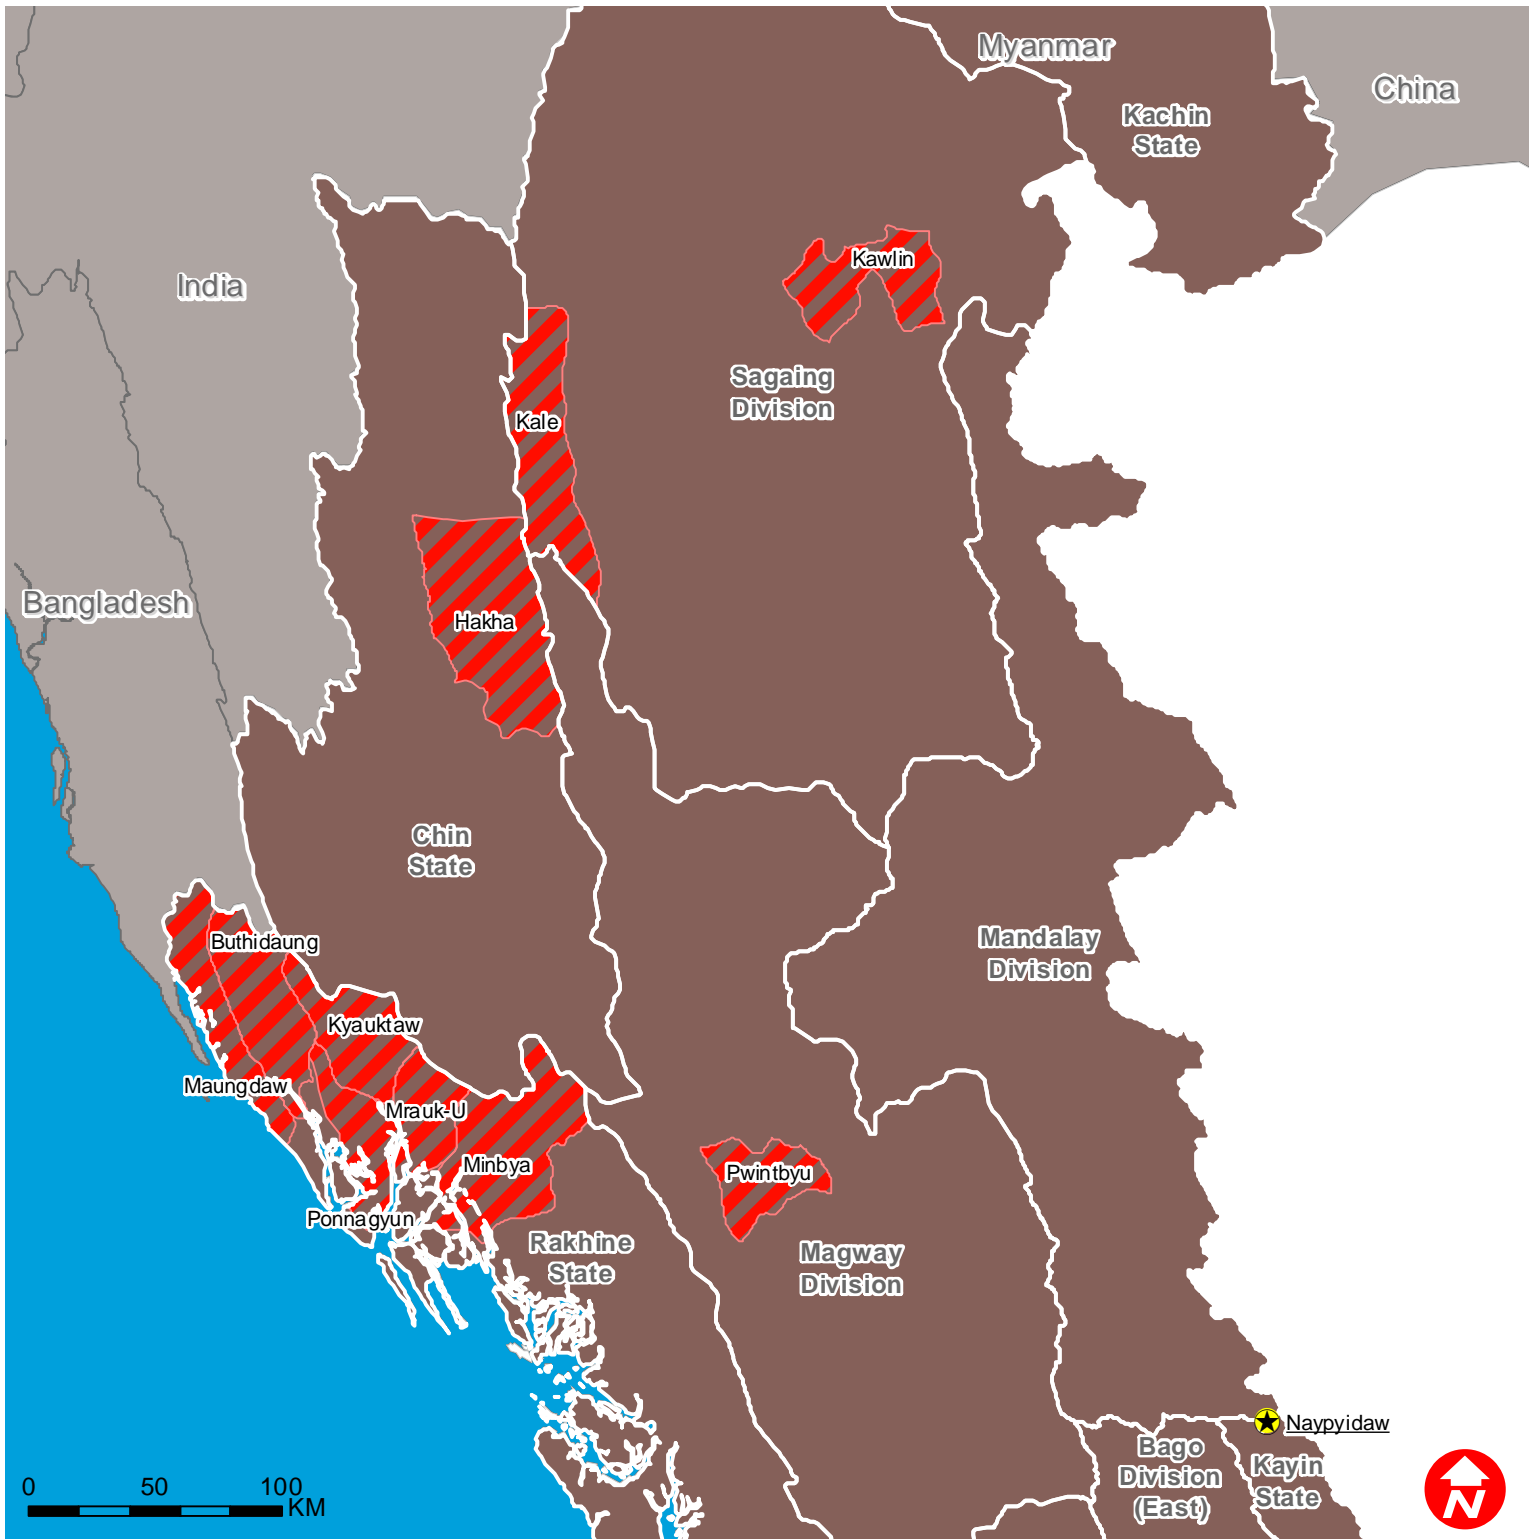 Myanmar
China
Kachin
State
India
Kawlin
Sagaing
Division
Kale
Bangladesh
Hakha
Chin
State
Buthidaung
Mandalay
Division
Kyauktaw
Maungdaw
Mrauk-U
Minbya
Pwintbyu
Ponnagyun
Rakhine
State
Magway
Division
Naypyidaw
Bago
Division
(East)
Kayin
State
0 50 100
KM
N